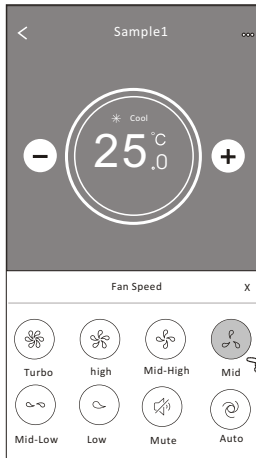 Sample1
Cool
25.0°C
Fan Speed X
Turbo high Mid-High Mid
Mid-Low Low Mute Auto